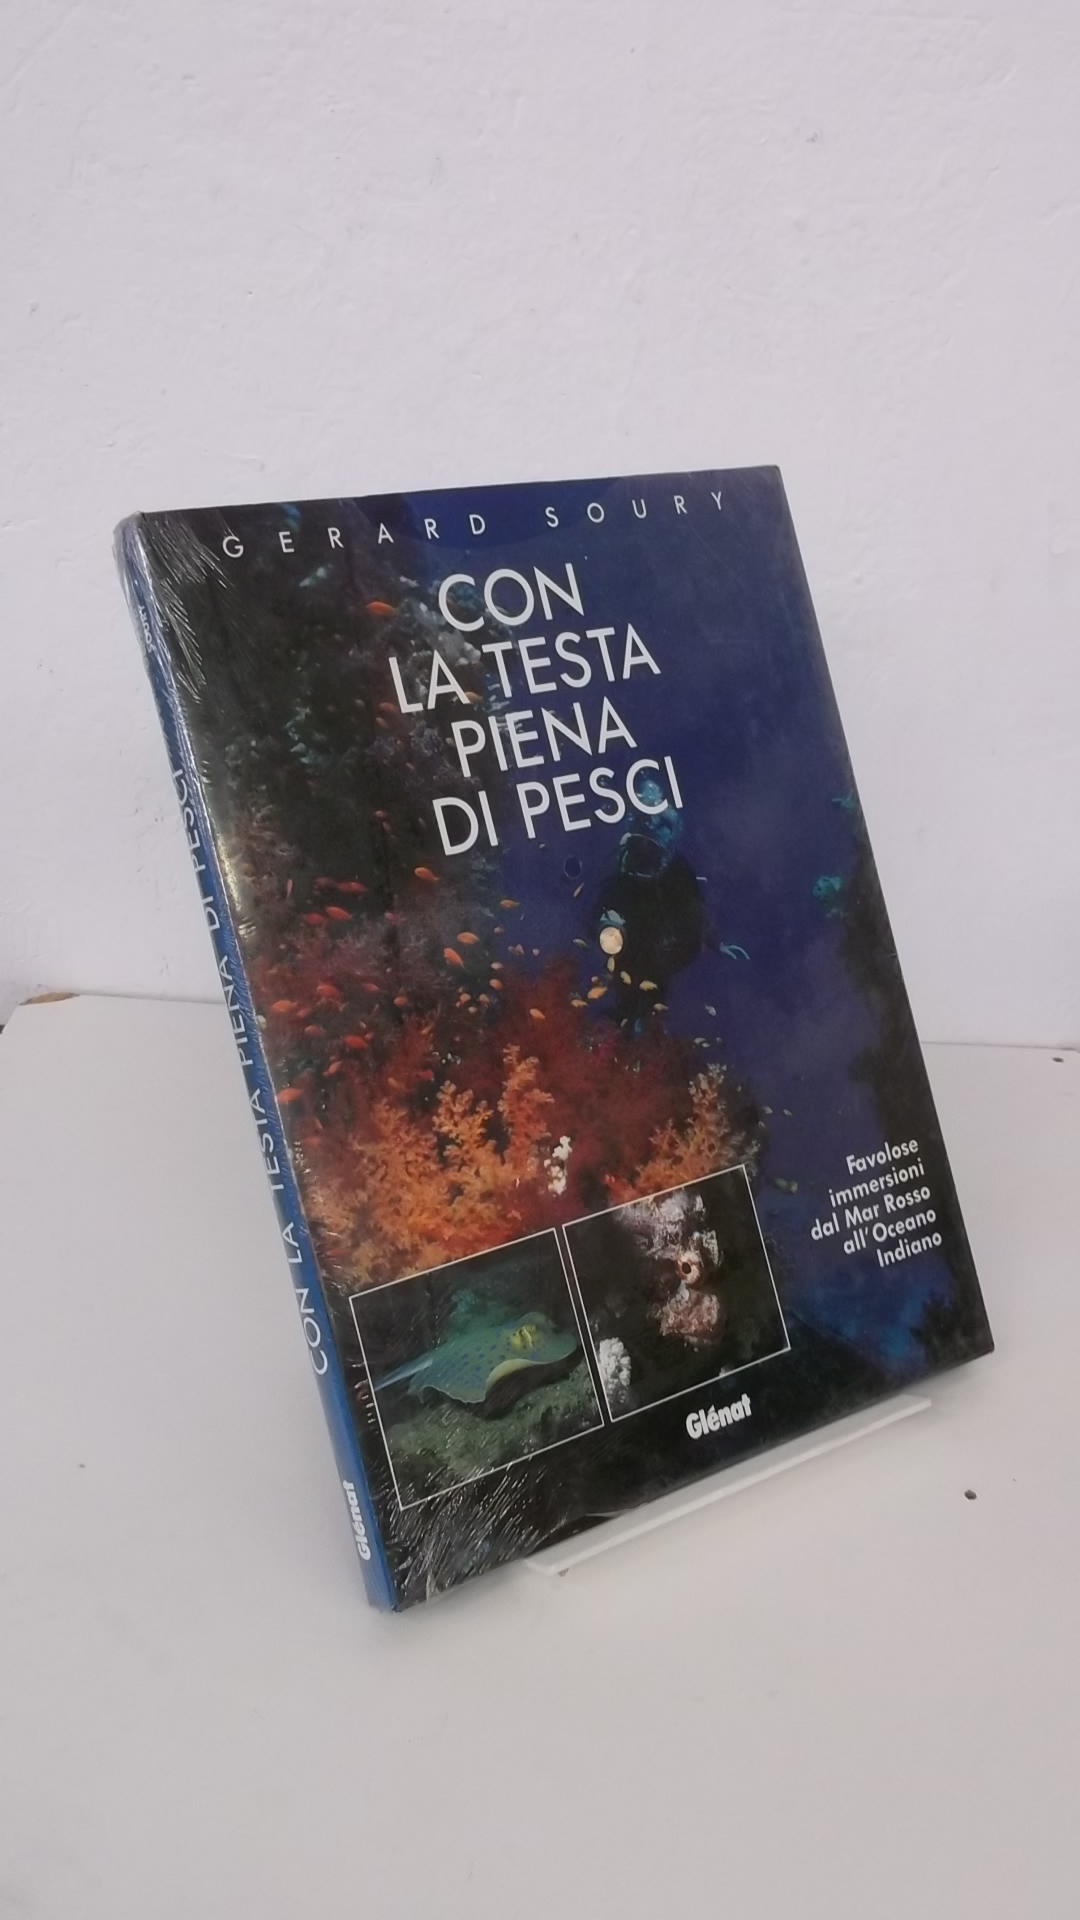 GERARD SOURY
CON
LA TESTA
PIENA
DI PESCI
Favolose
immersioni
dal Mar Rosso
all'Oceano
Indiano
Glénat
SOURY
CON LA TESTA PIENA DI PESCI
Glénat